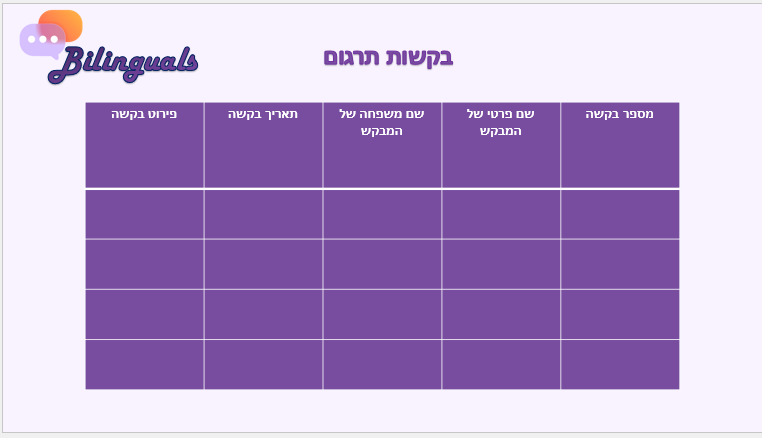 Bilinguals
בקשות תרגום
מספר בקשה
שם פרטי של
המבקש
שם משפחה של
המבקש
תאריך בקשה
פירוט בקשה